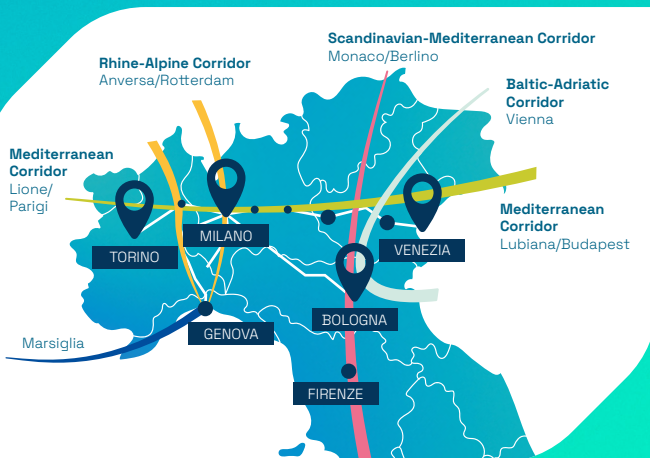 Scandinavian-Mediterranean Corridor
Monaco/Berlino
Rhine-Alpine Corridor
Anversa/Rotterdam
Baltic-Adriatic
Corridor
Vienna
Mediterranean
Corridor
Lione/
Parigi
Mediterranean
Corridor
Lubiana/Budapest
TORINO
MILANO
VENEZIA
BOLOGNA
GENOVA
Marsiglia
FIRENZE